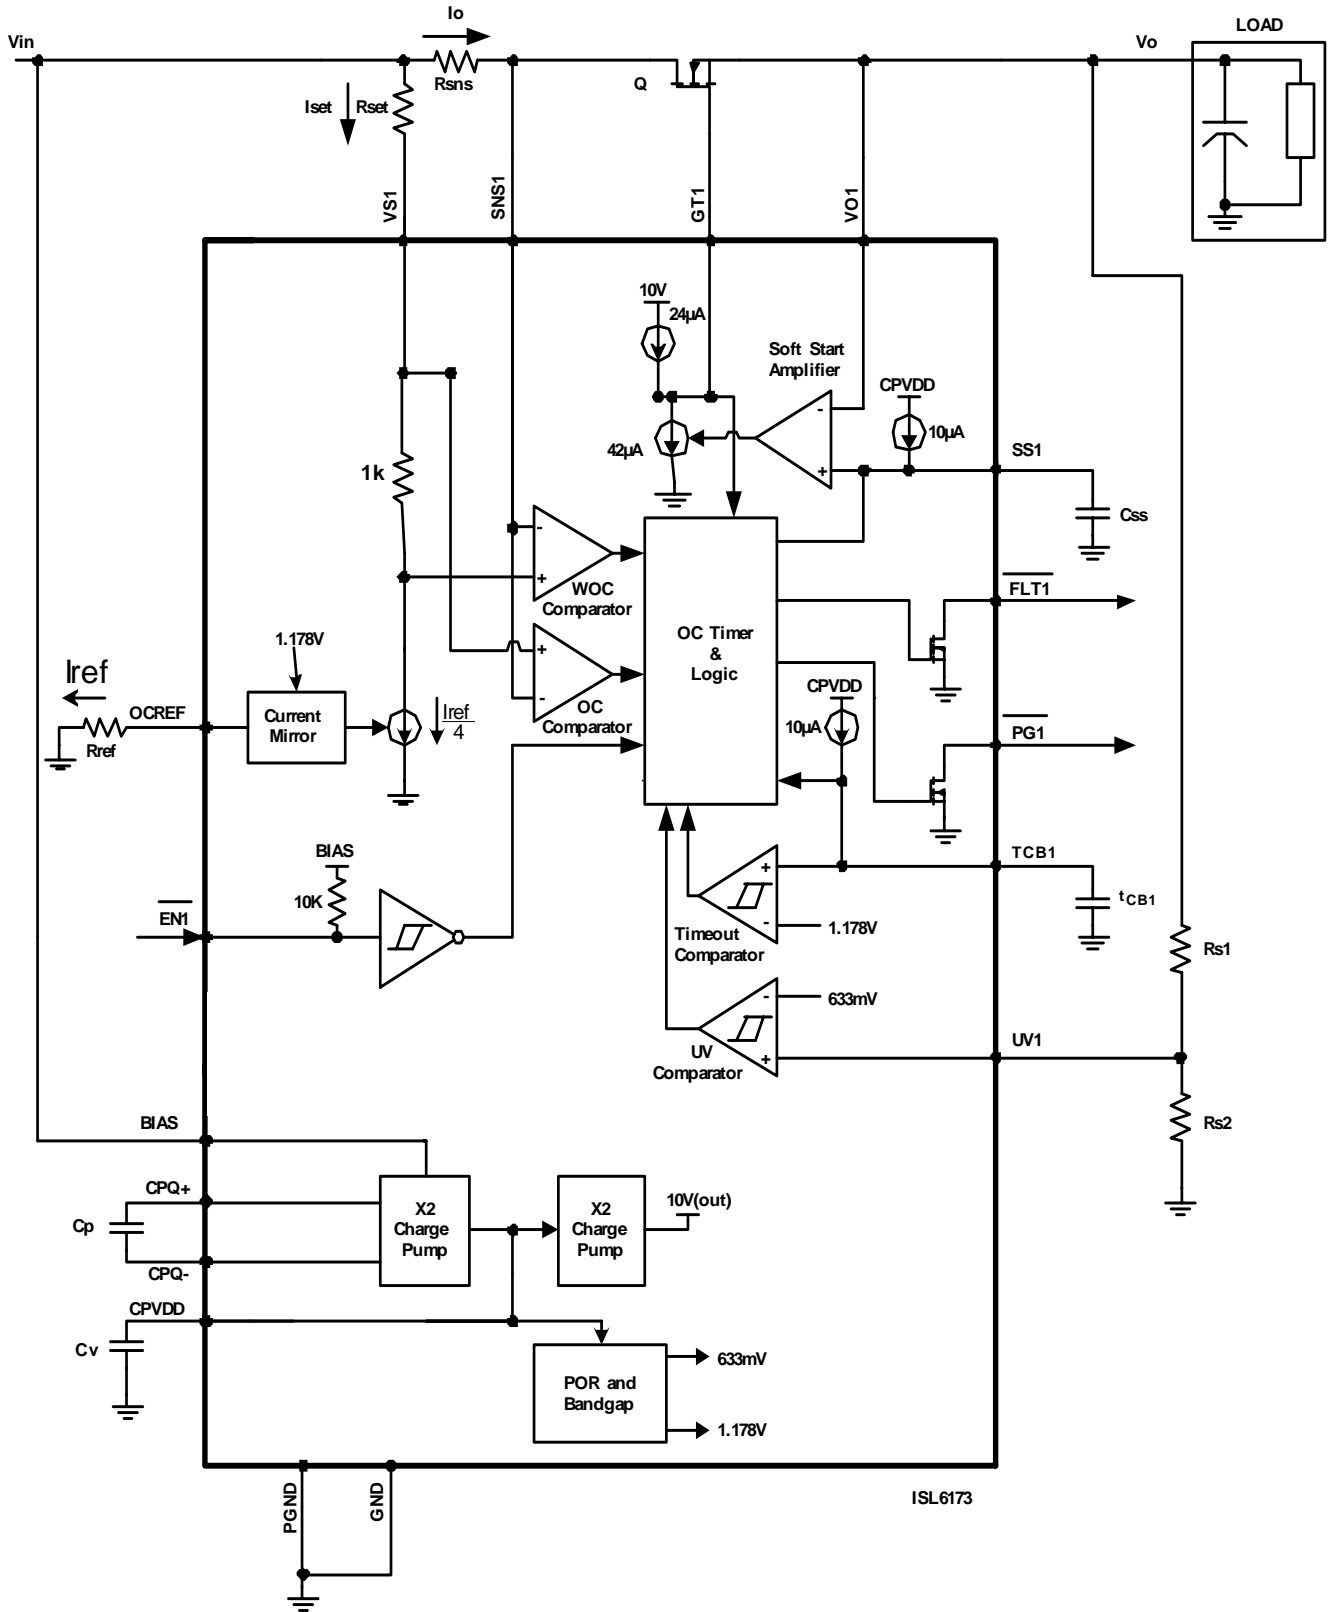 Io
Vin
Vo
LOAD
Rsns
Q
Iset
Rset
VS1
SNS1
GT1
VO1
10V
24µA
Soft Start
Amplifier
CPVDD
10µA
42µA
SS1
1k
Css
WOC
Comparator
FLT1
OC Timer
&
Logic
1.178V
Iref
OCREF
Rref
Current
Mirror
Iref
4
OC
Comparator
CPVDD
10µA
PG1
BIAS
10K
EN1
TCB1
tCB1
Timeout
Comparator
1.178V
Rs1
633mV
UV
Comparator
UV1
BIAS
Rs2
CPQ+
Cp
CPQ-
X2
Charge
Pump
X2
Charge
Pump
10V(out)
CPVDD
Cv
POR and
Bandgap
633mV
1.178V
PGND
GND
ISL6173